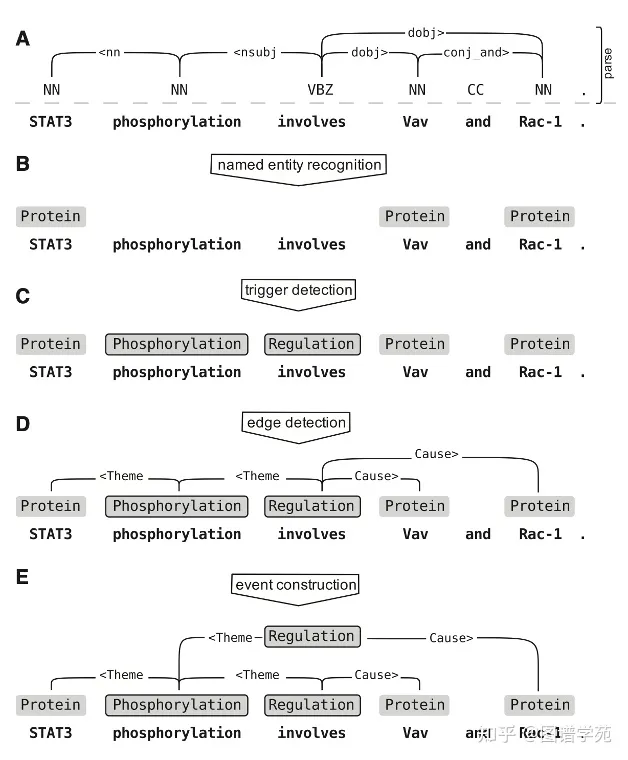 A
dobj>
<nn <nsubj dobj> conj_and>
parse
NN NN VBZ NN CC NN .
STAT3 phosphorylation involves Vav and Rac-1 .
B
named entity recognition
Protein Protein Protein
STAT3 phosphorylation involves Vav and Rac-1 .
C
trigger detection
Protein Phosphorylation Regulation Protein Protein
STAT3 phosphorylation involves Vav and Rac-1 .
D
edge detection
Cause>
<Theme <Theme Cause>
Protein Phosphorylation Regulation Protein Protein
STAT3 phosphorylation involves Vav and Rac-1 .
E
event construction
<Theme Regulation Cause>
<Theme <Theme Cause>
Protein Phosphorylation Regulation Protein Protein
STAT3 phosphorylation involves Vav and Rac-1 .
知乎 @图谱学苑